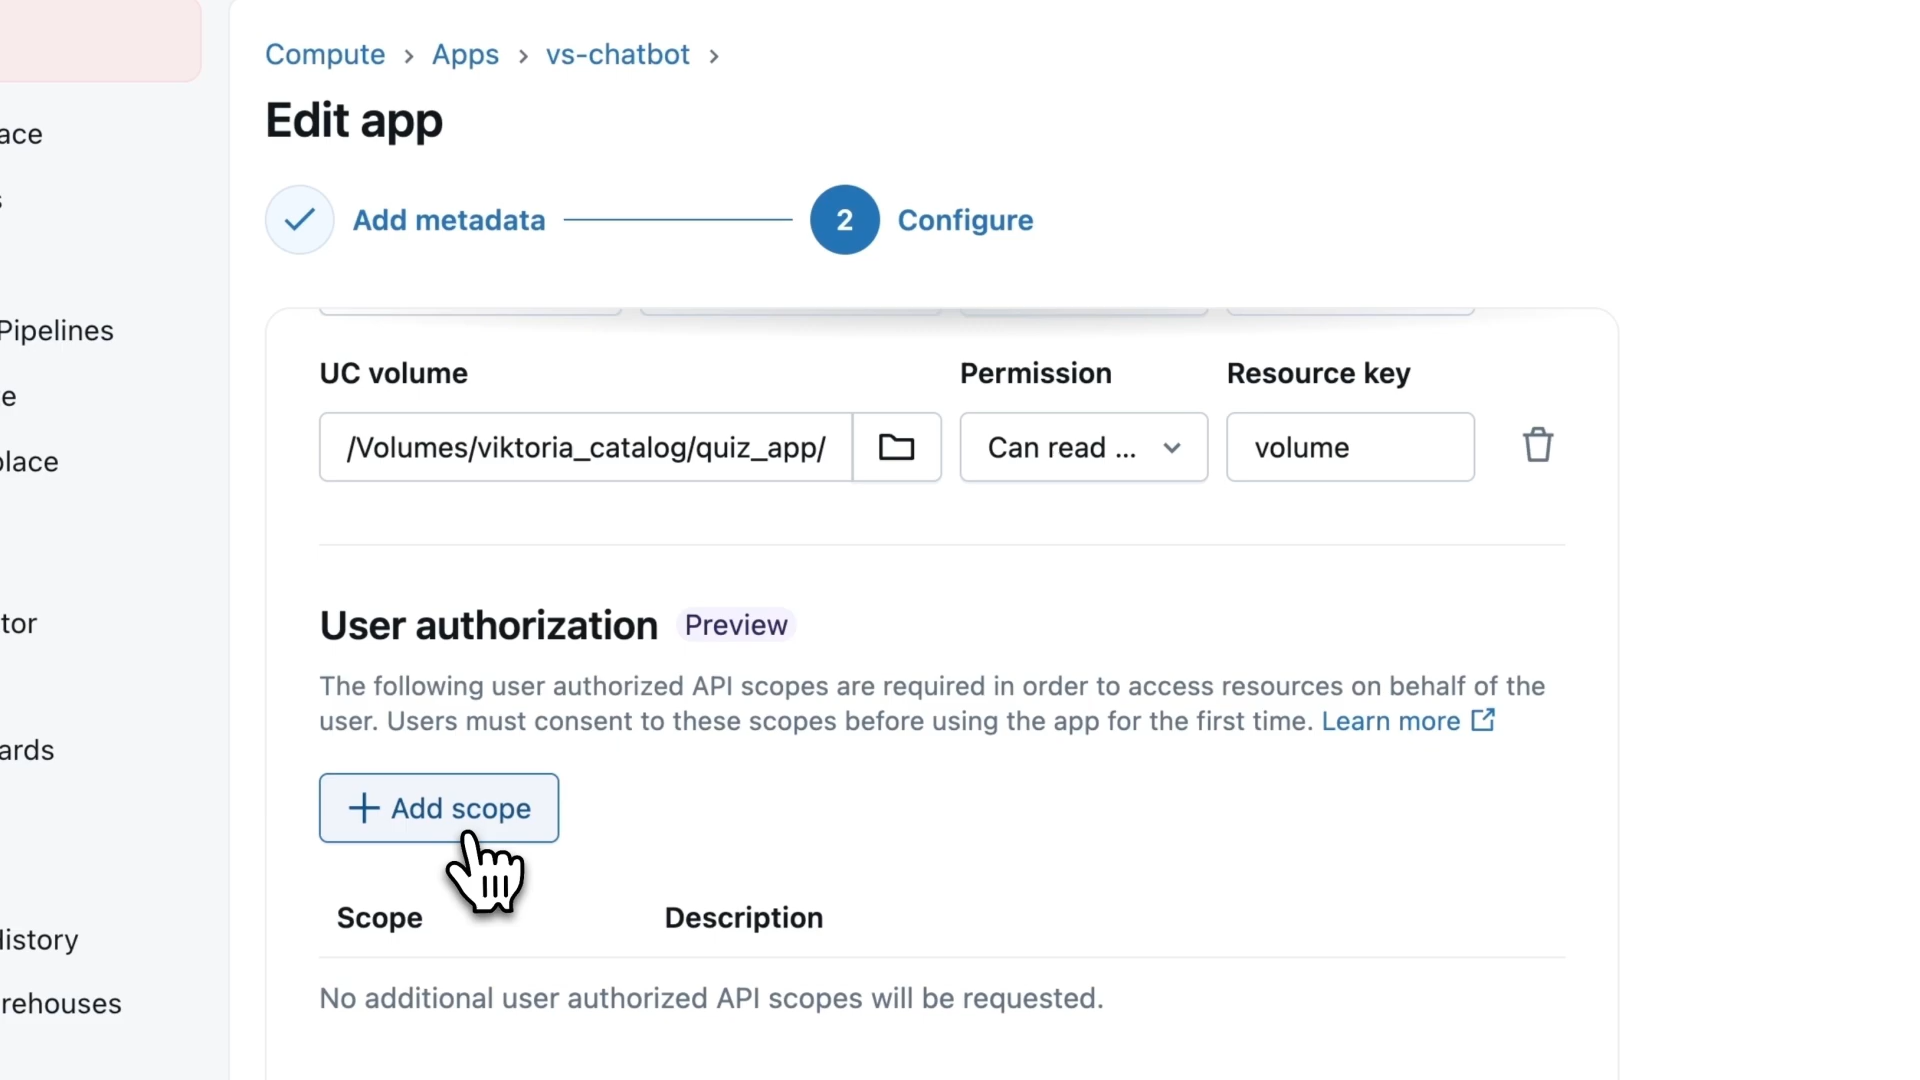 Compute > Apps > vs-chatbot >
Edit app
Add metadata
2 Configure
ace
s
Pipelines
e
place
tor
ards
History
rehouses
UC volume Permission Resource key
/Volumes/viktoria_catalog/quiz_app/ Can read ... volume
User authorization Preview
The following user authorized API scopes are required in order to access resources on behalf of the
user. Users must consent to these scopes before using the app for the first time. Learn more
+ Add scope
Scope Description
No additional user authorized API scopes will be requested.